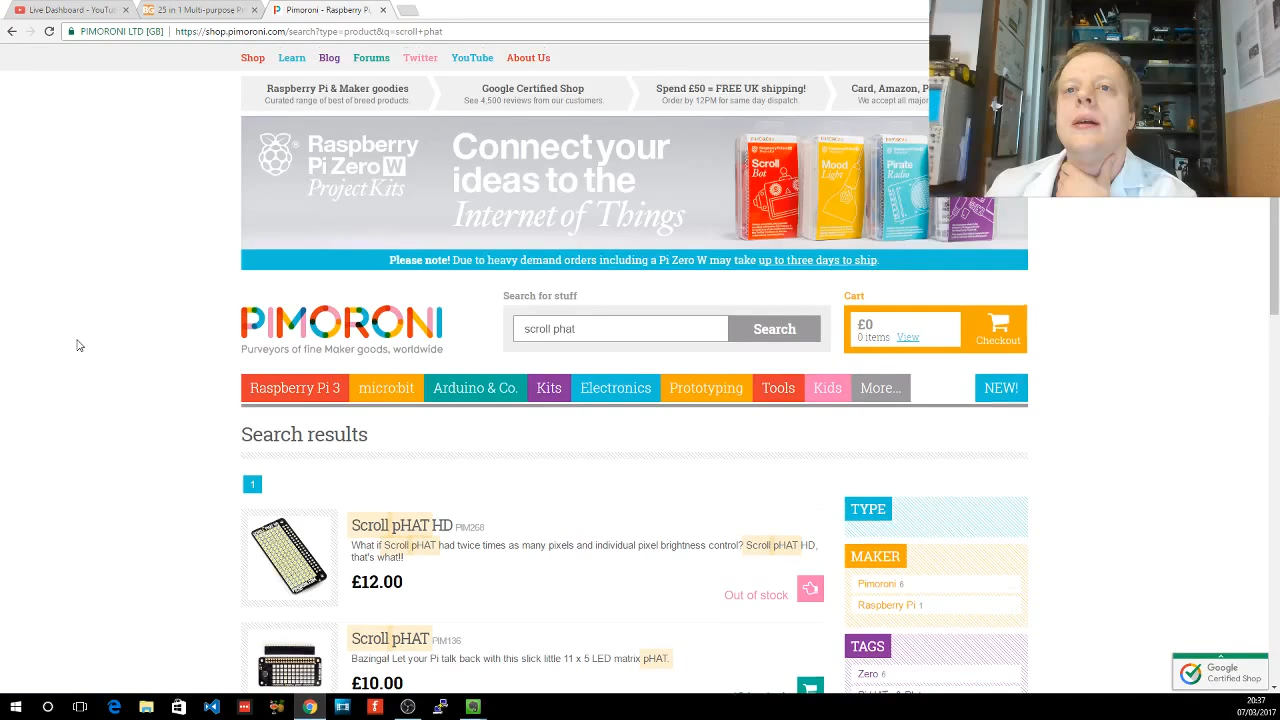 Live Dashboard - YouTu
25 in 1 Multi-purpose P
Pimoroni - Raspberry P
PIMORONI LTD [GB]
https://shop.pimoroni.com/search?type=product&q=scroll+phat
Shop Learn Blog Forums Twitter YouTube About Us
Raspberry Pi & Maker goodies
Curated range of best of breed products.
Google Certified Shop
See 4,500 reviews from our customers.
Spend £50 = FREE UK shipping!
Order by 12PM for same day dispatch.
Card, Amazon, P
We accept all major
Raspberry
Pi Zero W
Project Kits
Connect your
ideas to the
Internet of Things
PIMORONI
Scroll
Bot
PIMORONI
Mood
Light
Pirate
Radio
Please note! Due to heavy demand orders including a Pi Zero W may take up to three days to ship.
PIMORONI
Purveyors of fine Maker goods, worldwide
Search for stuff
scroll phat
Search
Cart
£0
0 items View
Checkout
Raspberry Pi 3 micro:bit Arduino & Co. Kits Electronics Prototyping Tools Kids More... NEW!
Search results
1
Scroll pHAT HD PIM268
What if Scroll pHAT had twice times as many pixels and individual pixel brightness control? Scroll pHAT HD,
that's what!!
£12.00
Out of stock
Scroll pHAT PIM136
Bazinga! Let your Pi talk back with this slick little 11 x 5 LED matrix pHAT.
£10.00
TYPE
MAKER
Pimoroni 6
Raspberry Pi 1
TAGS
Zero 6
Google
Certified Shop
20:37
07/03/2017